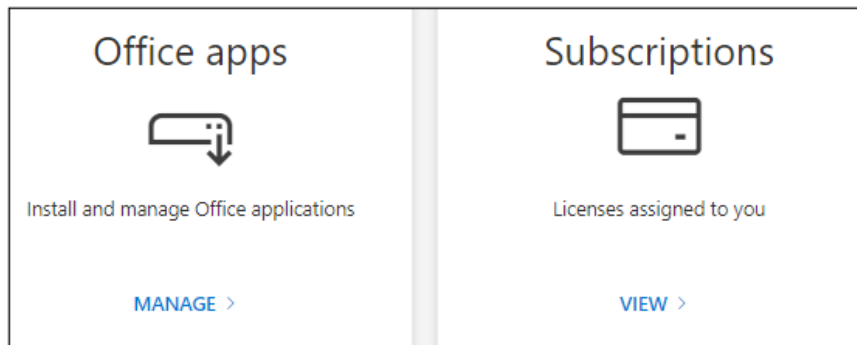 Office apps
Install and manage Office applications
MANAGE >
Subscriptions
Licenses assigned to you
VIEW >